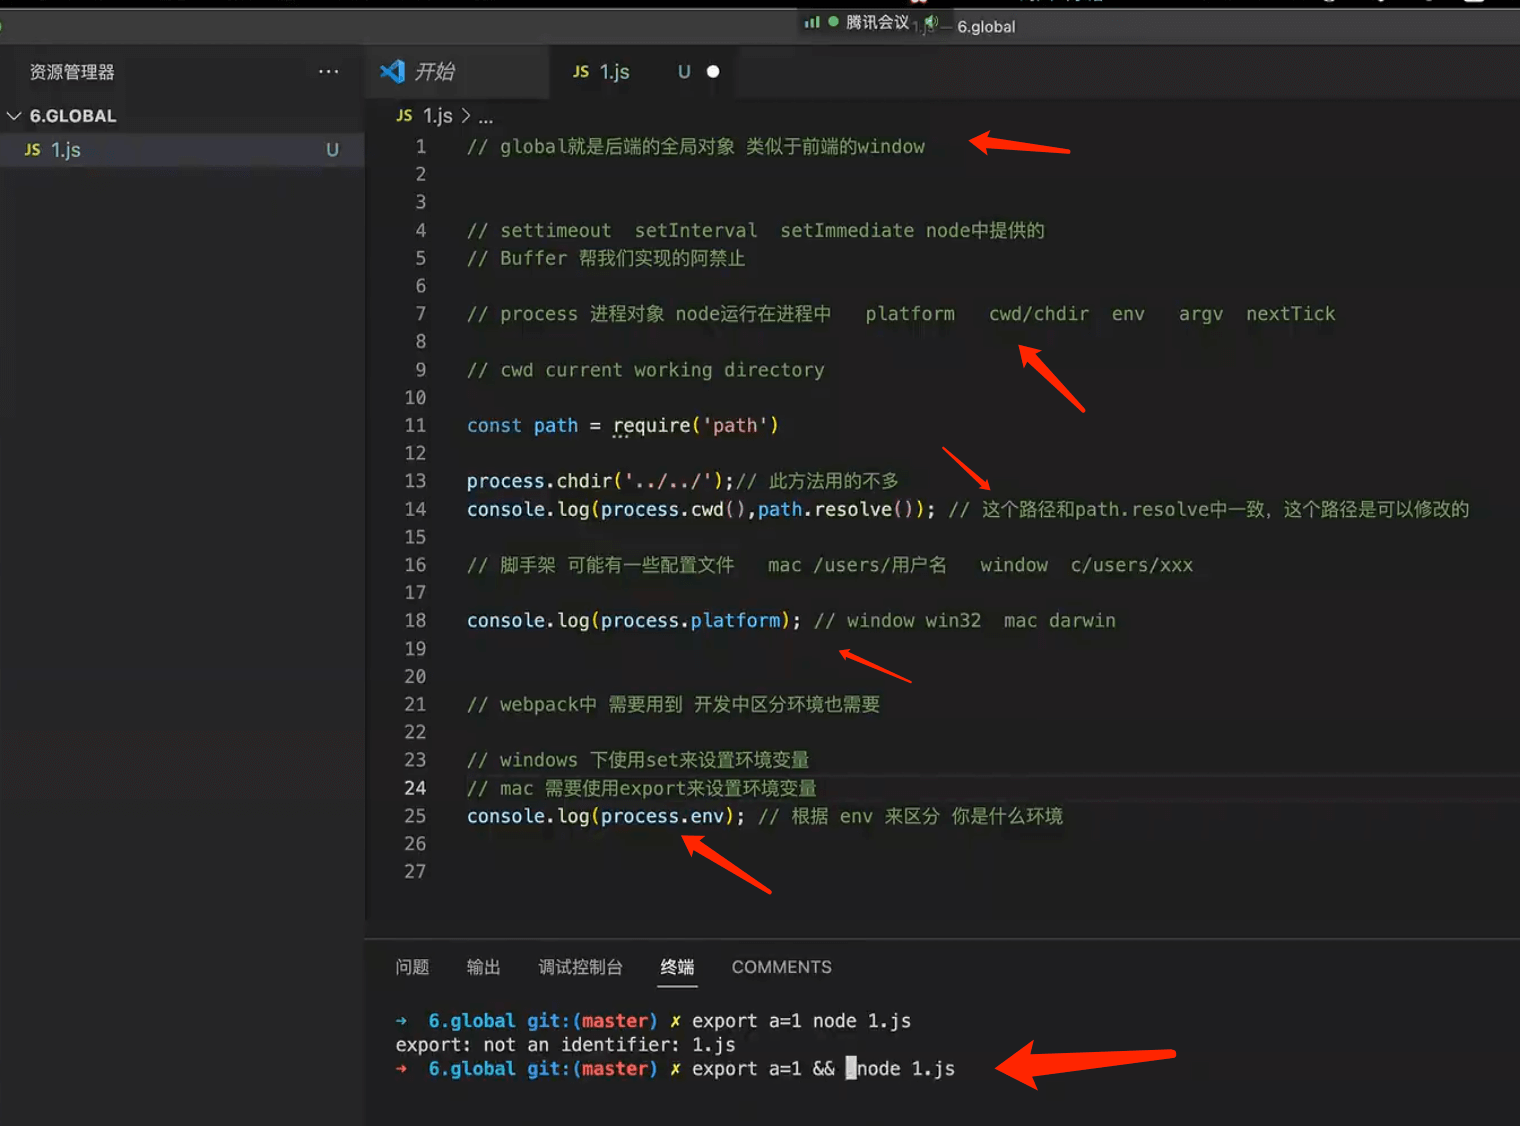 腾讯会议 1.js — 6.global
资源管理器 ···
开始
JS 1.js U
6.GLOBAL
JS 1.js U
JS 1.js > ...
1 // global就是后端的全局对象 类似于前端的window
2
3
4 // settimeout setInterval setImmediate node中提供的
5 // Buffer 帮我们实现的阿禁止
6
7 // process 进程对象 node运行在进程中 platform cwd/chdir env argv nextTick
8
9 // cwd current working directory
10
11 const path = require('path')
12
13 process.chdir('../../');// 此方法用的不多
14 console.log(process.cwd(),path.resolve()); // 这个路径和path.resolve中一致，这个路径是可以修改的
15
16 // 脚手架 可能有一些配置文件 mac /users/用户名 window c/users/xxx
17
18 console.log(process.platform); // window win32 mac darwin
19
20
21 // webpack中 需要用到 开发中区分环境也需要
22
23 // windows 下使用set来设置环境变量
24 // mac 需要使用export来设置环境变量
25 console.log(process.env); // 根据 env 来区分 你是什么环境
26
27
问题 输出 调试控制台 终端 COMMENTS
➜ 6.global git:(master) ✗ export a=1 node 1.js
export: not an identifier: 1.js
➜ 6.global git:(master) ✗ export a=1 && node 1.js